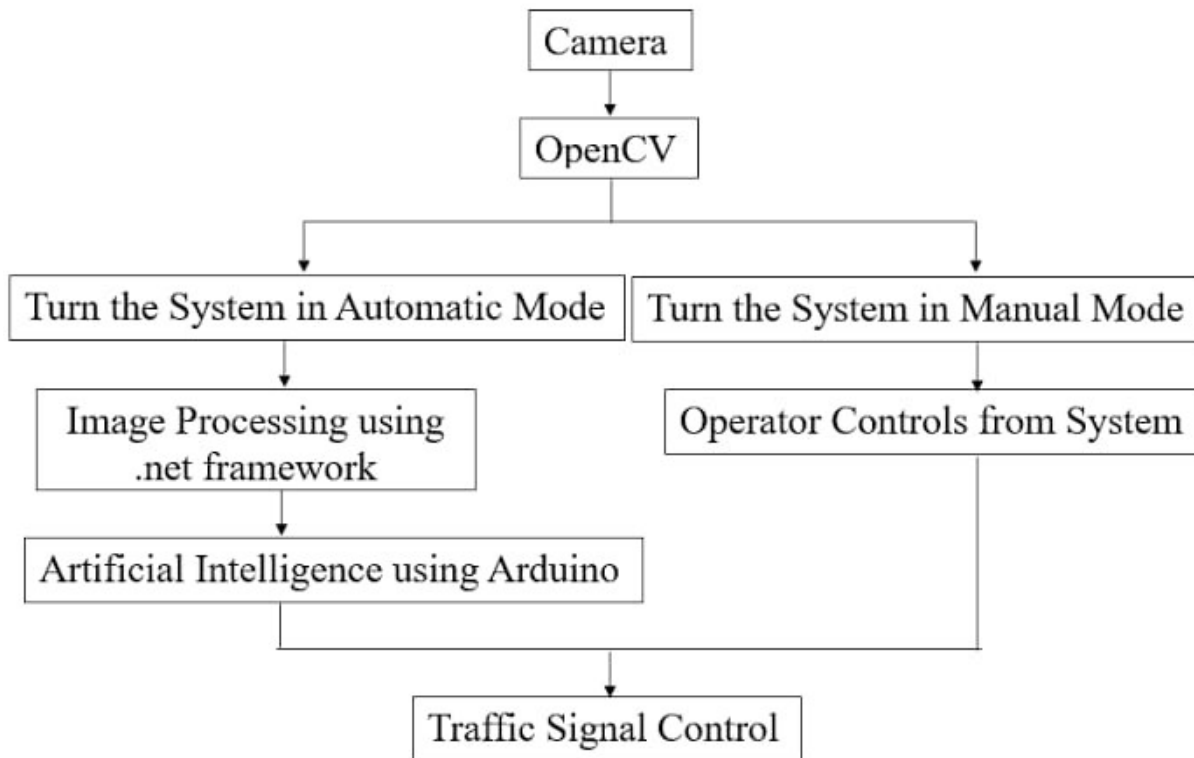 Camera
OpenCV
Turn the System in Automatic Mode
Turn the System in Manual Mode
Image Processing using
.net framework
Operator Controls from System
Artificial Intelligence using Arduino
Traffic Signal Control